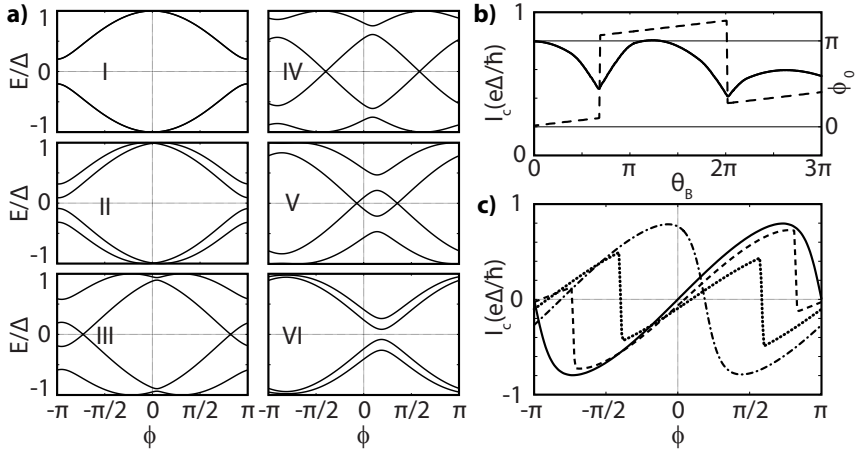 a)
E/Δ
1
0
-1
I
IV
E/Δ
1
0
-1
II
V
E/Δ
1
0
-1
III
VI
-π -π/2 0 π/2 π
-π -π/2 0 π/2 π
ϕ
ϕ
b)
I_c(eΔ/ħ)
1
0
π
0
ϕ_0
0 π 2π 3π
θ_B
c)
I_c(eΔ/ħ)
1
0
-1
-π -π/2 0 π/2 π
ϕ